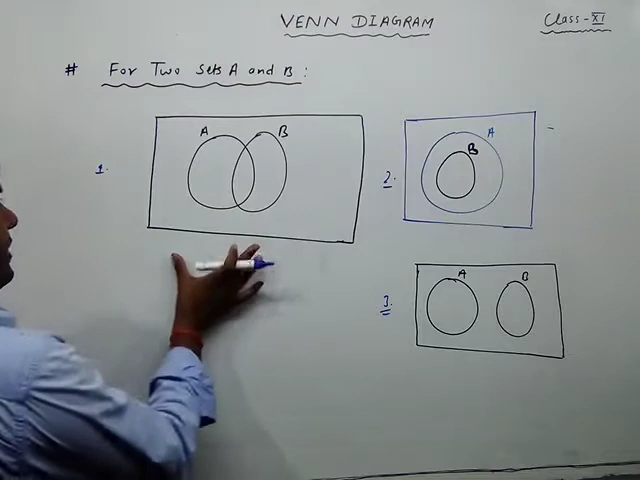 VENN DIAGRAM
Class-XI
# For Two Sets A and B :
1.
A B
2.
A
B
3.
A B